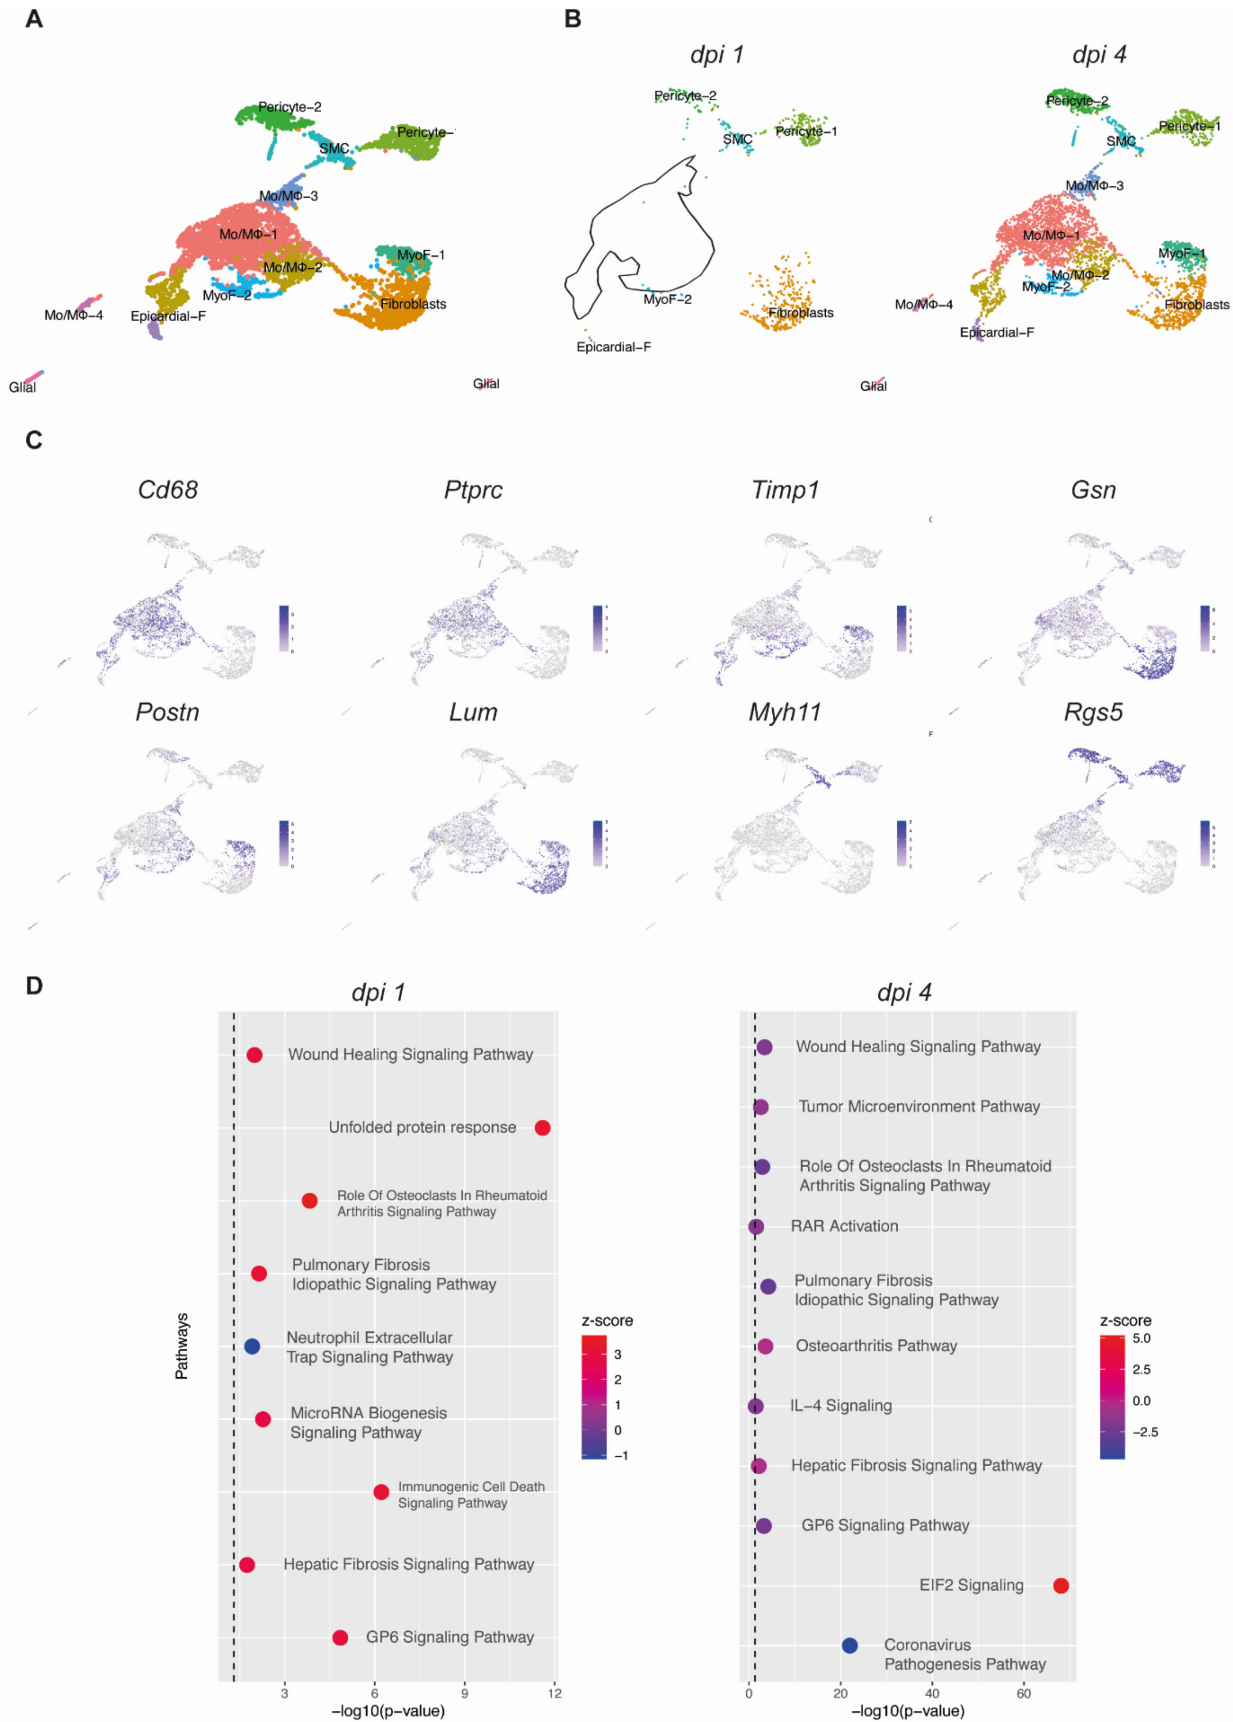 A
B
dpi 1
dpi 4
Pericyte-2
Pericyte-
SMC
Mo/MΦ-3
Mo/MΦ-1
Mo/MΦ-2
MyoF-1
MyoF-2
Fibroblasts
Mo/MΦ-4
Epicardial-F
Glial
Pericyte-2
Pericyte-1
SMC
MyoF-2
Fibroblasts
Epicardial-F
Glial
Pericyte-2
Pericyte-1
SMC
Mo/MΦ-3
Mo/MΦ-1
MyoF-1
Mo/MΦ-2
MyoF-2
Mo/MΦ-4
Fibroblasts
Epicardial-F
Glial
C
Cd68
Ptprc
Timp1
Gsn
Postn
Lum
Myh11
Rgs5
D
dpi 1
Pathways
Wound Healing Signaling Pathway
Unfolded protein response
Role Of Osteoclasts In Rheumatoid
Arthritis Signaling Pathway
Pulmonary Fibrosis
Idiopathic Signaling Pathway
Neutrophil Extracellular
Trap Signaling Pathway
MicroRNA Biogenesis
Signaling Pathway
Immunogenic Cell Death
Signaling Pathway
Hepatic Fibrosis Signaling Pathway
GP6 Signaling Pathway
3 6 9 12
-log10(p-value)
z-score
3
2
1
0
-1
dpi 4
Wound Healing Signaling Pathway
Tumor Microenvironment Pathway
Role Of Osteoclasts In Rheumatoid
Arthritis Signaling Pathway
RAR Activation
Pulmonary Fibrosis
Idiopathic Signaling Pathway
Osteoarthritis Pathway
IL-4 Signaling
Hepatic Fibrosis Signaling Pathway
GP6 Signaling Pathway
EIF2 Signaling
Coronavirus
Pathogenesis Pathway
0 20 40 60
-log10(p-value)
z-score
5.0
2.5
0.0
-2.5